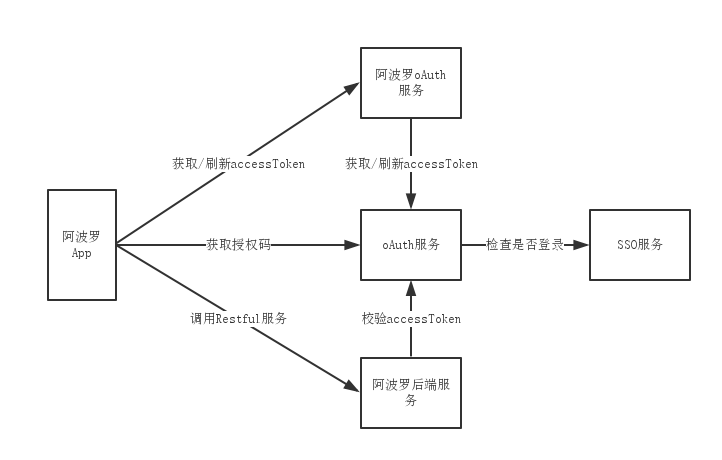 阿波罗oAuth
服务
获取/刷新accessToken
获取/刷新accessToken
阿波罗
App
获取授权码
oAuth服务
检查是否登录
SSO服务
调用Restful服务
校验accessToken
阿波罗后端服
务